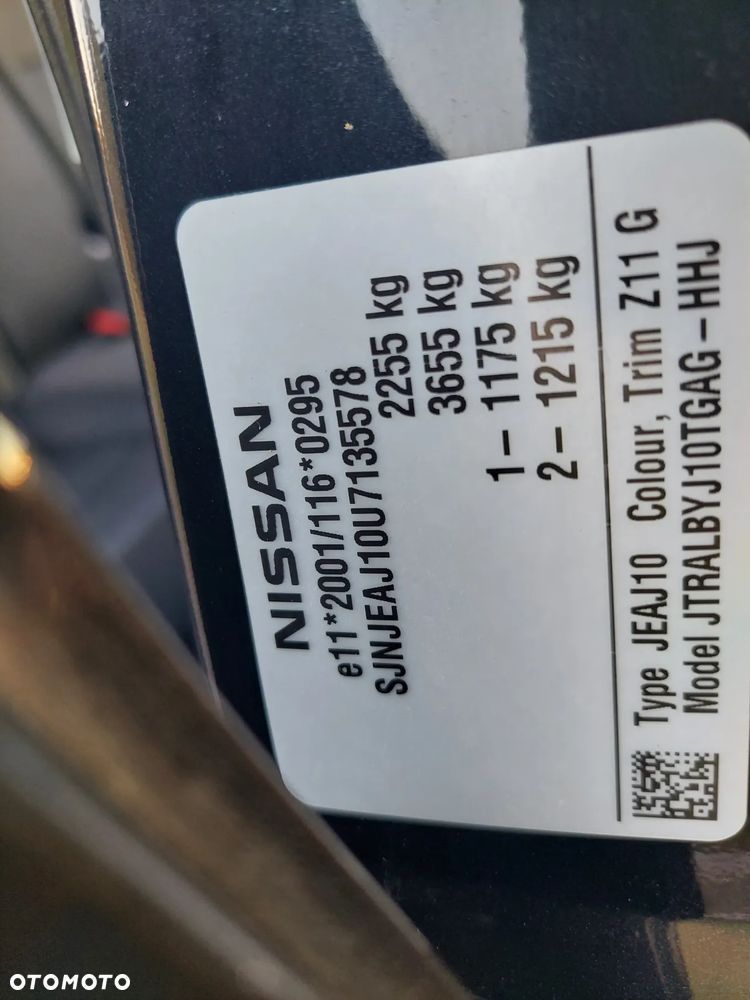 NISSAN
e11*2001/116*0295
SJNJEAJ10U7135578
2255 kg
3655 kg
1– 1175 kg
2– 1215 kg
Type JEAJ10 Colour, Trim Z11 G
Model JTRALBYJ10TGAG–HHJ
OTOMOTO